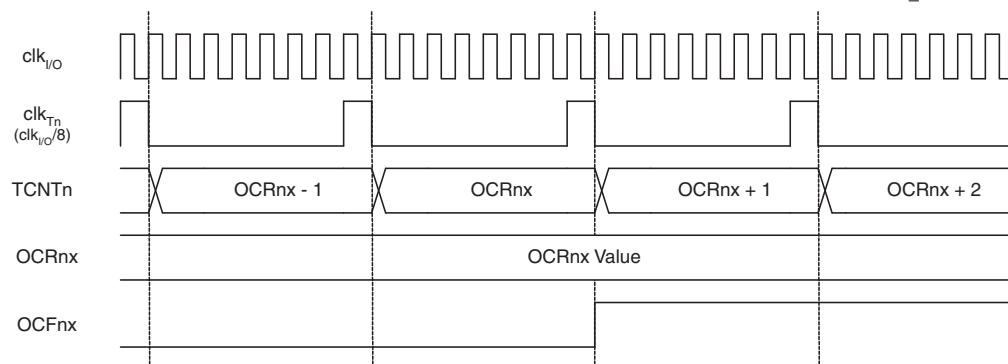 clkI/O
clkTn
(clkI/O/8)
TCNTn OCRnx - 1 OCRnx OCRnx + 1 OCRnx + 2
OCRnx OCRnx Value
OCFnx